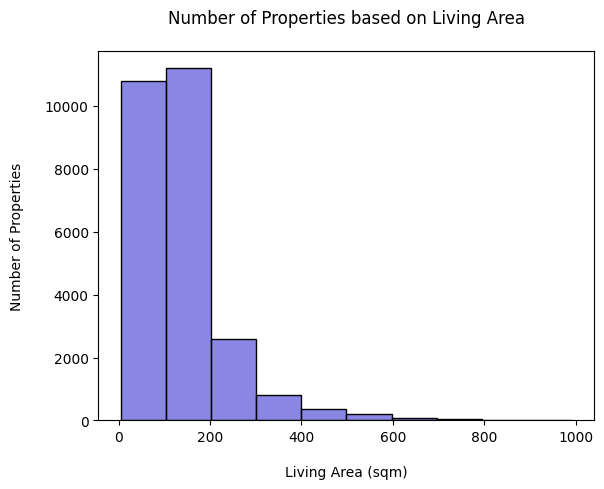 Number of Properties based on Living Area
Number of Properties
10000
8000
6000
4000
2000
0
0 200 400 600 800 1000
Living Area (sqm)